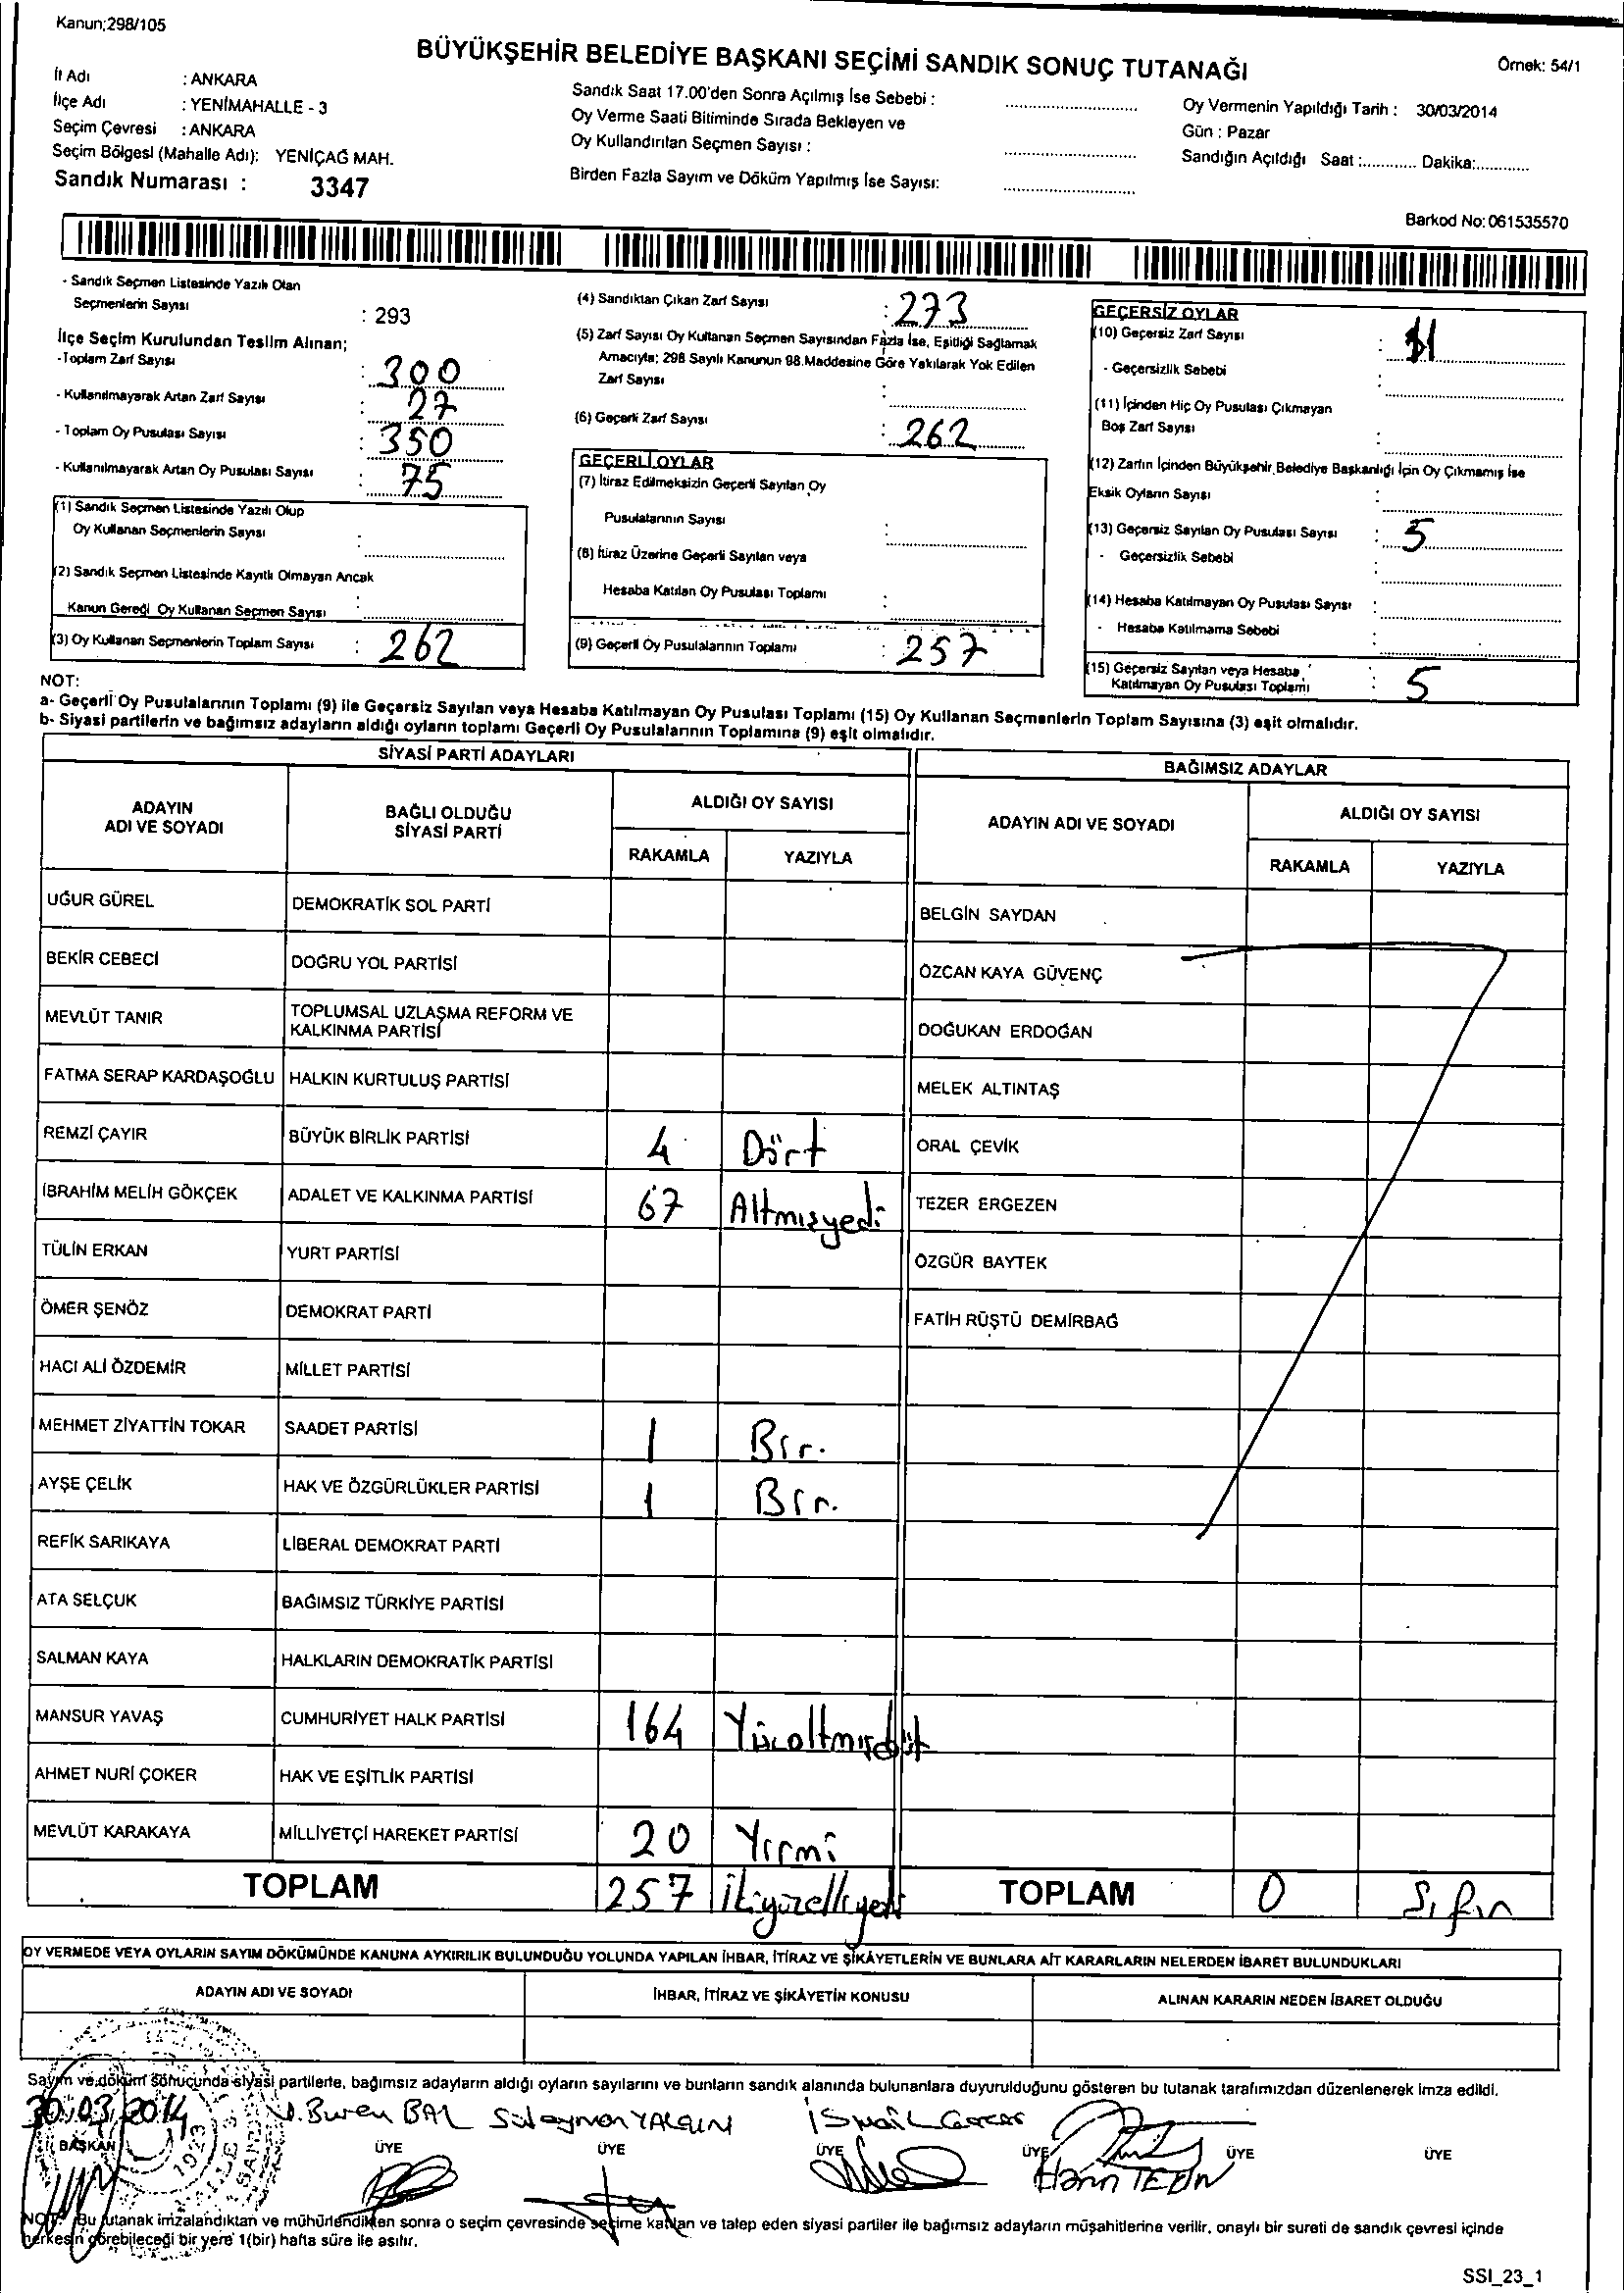 Kanun;298/105
BÜYÜKŞEHİR BELEDİYE BAŞKANI SEÇİMİ SANDIK SONUÇ TUTANAĞI
Örnek: 54/1
İl Adı : ANKARA
İlçe Adı : YENİMAHALLE - 3
Seçim Çevresi : ANKARA
Seçim Bölgesi (Mahalle Adı): YENİÇAĞ MAH.
Sandık Numarası : 3347
Sandık Saat 17.00'den Sonra Açılmış İse Sebebi :
Oy Verme Saati Bitiminde Sırada Bekleyen ve
Oy Kullandırılan Seçmen Sayısı :
Birden Fazla Sayım ve Döküm Yapılmış İse Sayısı:
Oy Vermenin Yapıldığı Tarih : 30/03/2014
Gün : Pazar
Sandığın Açıldığı Saat :............ Dakika:............
Barkod No: 061535570
- Sandık Seçmen Listesinde Yazılı Olan
Seçmenlerin Sayısı : 293
İlçe Seçim Kurulundan Teslim Alınan;
-Toplam Zarf Sayısı : 300
- Kullanılmayarak Artan Zarf Sayısı : 27
- Toplam Oy Pusulası Sayısı : 350
- Kullanılmayarak Artan Oy Pusulası Sayısı : 75
(1) Sandık Seçmen Listesinde Yazılı Olup
Oy Kullanan Seçmenlerin Sayısı :
(2) Sandık Seçmen Listesinde Kayıtlı Olmayan Ancak
Kanun Gereği Oy Kullanan Seçmen Sayısı :
(3) Oy Kullanan Seçmenlerin Toplam Sayısı : 262
(4) Sandıktan Çıkan Zarf Sayısı : 273
(5) Zarf Sayısı Oy Kullanan Seçmen Sayısından Fazla İse, Eşitliği Sağlamak
Amacıyla; 298 Sayılı Kanunun 98.Maddesine Göre Yakılarak Yok Edilen
Zarf Sayısı :
(6) Geçerli Zarf Sayısı : 262
GEÇERLİ OYLAR
(7) İtiraz Edilmeksizin Geçerli Sayılan Oy
Pusulalarının Sayısı :
(8) İtiraz Üzerine Geçerli Sayılan veya
Hesaba Katılan Oy Pusulası Toplamı :
(9) Geçerli Oy Pusulalarının Toplamı : 257
GEÇERSİZ OYLAR
(10) Geçersiz Zarf Sayısı : 11
- Geçersizlik Sebebi :
(11) İçinden Hiç Oy Pusulası Çıkmayan
Boş Zarf Sayısı :
(12) Zarfın İçinden Büyükşehir Belediye Başkanlığı İçin Oy Çıkmamış İse
Eksik Oyların Sayısı :
(13) Geçersiz Sayılan Oy Pusulası Sayısı : 5
- Geçersizlik Sebebi :
(14) Hesaba Katılmayan Oy Pusulası Sayısı :
- Hesaba Katılmama Sebebi :
(15) Geçersiz Sayılan veya Hesaba
Katılmayan Oy Pusulası Toplamı : 5
NOT:
a- Geçerli Oy Pusulalarının Toplamı (9) ile Geçersiz Sayılan veya Hesaba Katılmayan Oy Pusulası Toplamı (15) Oy Kullanan Seçmenlerin Toplam Sayısına (3) eşit olmalıdır.
b- Siyasi partilerin ve bağımsız adayların aldığı oyların toplamı Geçerli Oy Pusulalarının Toplamına (9) eşit olmalıdır.
SİYASİ PARTİ ADAYLARI
ADAYIN ADI VE SOYADI
BAĞLI OLDUĞU SİYASİ PARTİ
ALDIĞI OY SAYISI
RAKAMLA YAZIYLA
UĞUR GÜREL DEMOKRATİK SOL PARTİ
BEKİR CEBECİ DOĞRU YOL PARTİSİ
MEVLÜT TANIR TOPLUMSAL UZLAŞMA REFORM VE
KALKINMA PARTİSİ
FATMA SERAP KARDAŞOĞLU HALKIN KURTULUŞ PARTİSİ
REMZİ ÇAYIR BÜYÜK BİRLİK PARTİSİ 4 Dört
İBRAHİM MELİH GÖKÇEK ADALET VE KALKINMA PARTİSİ 67 Altmışyedi
TÜLİN ERKAN YURT PARTİSİ
ÖMER ŞENÖZ DEMOKRAT PARTİ
HACI ALİ ÖZDEMİR MİLLET PARTİSİ
MEHMET ZİYATTİN TOKAR SAADET PARTİSİ 1 Bir.
AYŞE ÇELİK HAK VE ÖZGÜRLÜKLER PARTİSİ 1 Bir.
REFİK SARIKAYA LİBERAL DEMOKRAT PARTİ
ATA SELÇUK BAĞIMSIZ TÜRKİYE PARTİSİ
SALMAN KAYA HALKLARIN DEMOKRATİK PARTİSİ
MANSUR YAVAŞ CUMHURİYET HALK PARTİSİ 164 Yüzaltmışdört
AHMET NURİ ÇOKER HAK VE EŞİTLİK PARTİSİ
MEVLÜT KARAKAYA MİLLİYETÇİ HAREKET PARTİSİ 20 Yirmi
TOPLAM 257 ikiyüzelliyedi
BAĞIMSIZ ADAYLAR
ADAYIN ADI VE SOYADI
ALDIĞI OY SAYISI
RAKAMLA YAZIYLA
BELGİN SAYDAN
ÖZCAN KAYA GÜVENÇ
DOĞUKAN ERDOĞAN
MELEK ALTINTAŞ
ORAL ÇEVİK
TEZER ERGEZEN
ÖZGÜR BAYTEK
FATİH RÜŞTÜ DEMİRBAĞ
TOPLAM 0 Sıfır
OY VERMEDE VEYA OYLARIN SAYIM DÖKÜMÜNDE KANUNA AYKIRILIK BULUNDUĞU YOLUNDA YAPILAN İHBAR, İTİRAZ VE ŞİKÂYETLERİN VE BUNLARA AİT KARARLARIN NELERDEN İBARET BULUNDUKLARI
ADAYIN ADI VE SOYADI
İHBAR, İTİRAZ VE ŞİKÂYETİN KONUSU
ALINAN KARARIN NEDEN İBARET OLDUĞU
Sayım ve döküm sonucunda siyasi partilerle, bağımsız adayların aldığı oyların sayılarını ve bunların sandık alanında bulunanlara duyurulduğunu gösteren bu tutanak tarafımızdan düzenlenerek imza edildi.
30.03.2014 Buren BAL Süleyman YALÇIN İsmail
BAŞKAN ÜYE ÜYE ÜYE ÜYE ÜYE ÜYE
TEKİN
1923
NOT: Bu tutanak imzalandıktan ve mühürlendikten sonra o seçim çevresinde seçime katılan ve talep eden siyasi partiler ile bağımsız adayların müşahitlerine verilir, onaylı bir sureti de sandık çevresi içinde
herkesin görebileceği bir yere 1(bir) hafta süre ile asılır.
SSI_23_1